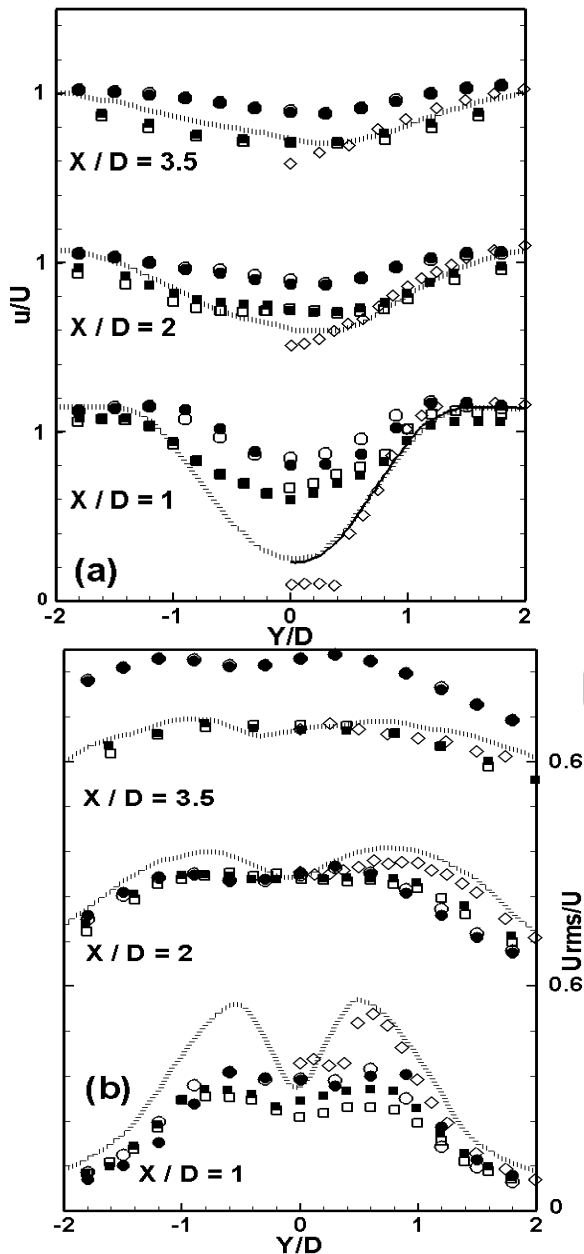 1
X / D = 3.5
1
u/U
X / D = 2
1
X / D = 1
(a)
0
-2 -1 0 1 2
Y/D
0.6
X / D = 3.5
Urms/U
X / D = 2
0.6
(b)
X / D = 1
0
-2 -1 0 1 2
Y/D